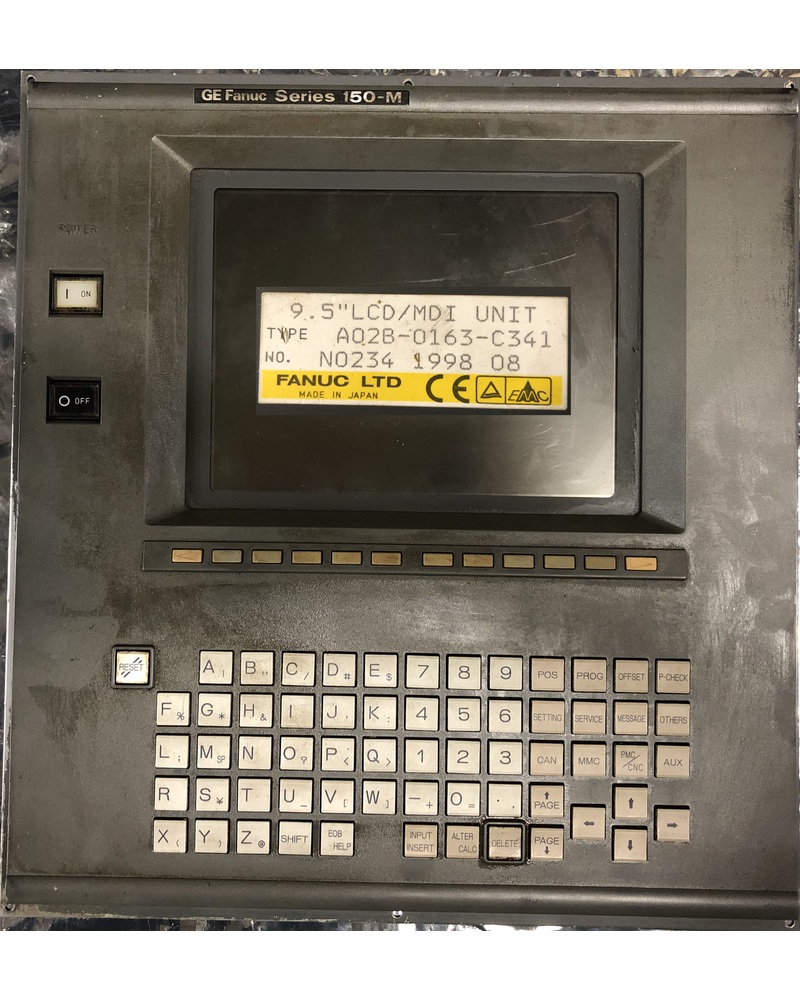 GE Fanuc Series 150-M
POWER
I ON
O OFF
9.5"LCD/MDI UNIT
TYPE A02B-0163-C341
NO. N0234 1998 08
FANUC LTD
MADE IN JAPAN
CE EMC
RESET A B " C / D # E $ 7 8 9 POS PROG OFFSET P-CHECK
F % G * H & I J , K ; 4 5 6 SETTING SERVICE MESSAGE OTHERS
L ; M SP N O ? P < Q > 1 2 3 CAN MMC PMC/CNC AUX
R S ¥ T U _ V [ W ] - + 0 = . PAGE ↑
← ↑ →
X ( Y ) Z @ SHIFT EOB HELP INPUT INSERT ALTER CALC DELETE PAGE ↓ ↓